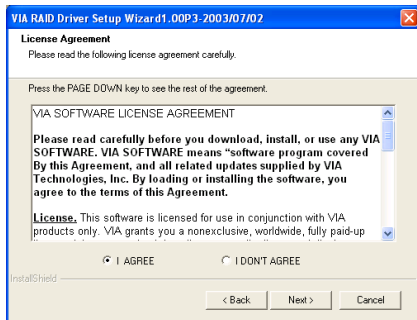 VIA RAID Driver Setup Wizard1.00P3-2003/07/02
License Agreement
Please read the following license agreement carefully.
Press the PAGE DOWN key to see the rest of the agreement.
VIA SOFTWARE LICENSE AGREEMENT
Please read carefully before you download, install, or use any VIA
SOFTWARE. VIA SOFTWARE means "software program covered
By this Agreement, and all related updates supplied by VIA
Technologies, Inc. By loading or installing the software, you
agree to the terms of this Agreement.
License. This software is licensed for use in conjunction with VIA
products only. VIA grants you a nonexclusive, worldwide, fully paid-up
I AGREE
I DON'T AGREE
InstallShield
< Back
Next >
Cancel